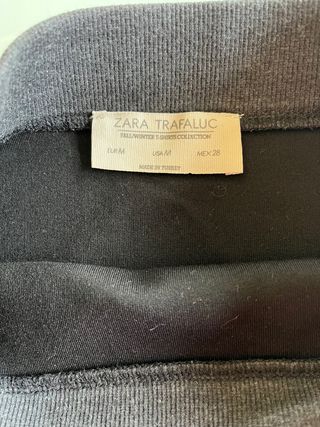 ZARA TRAFALUC
FALL/WINTER T-SHIRTS COLLECTION
EUR M USA M MEX 28
MADE IN TURKEY